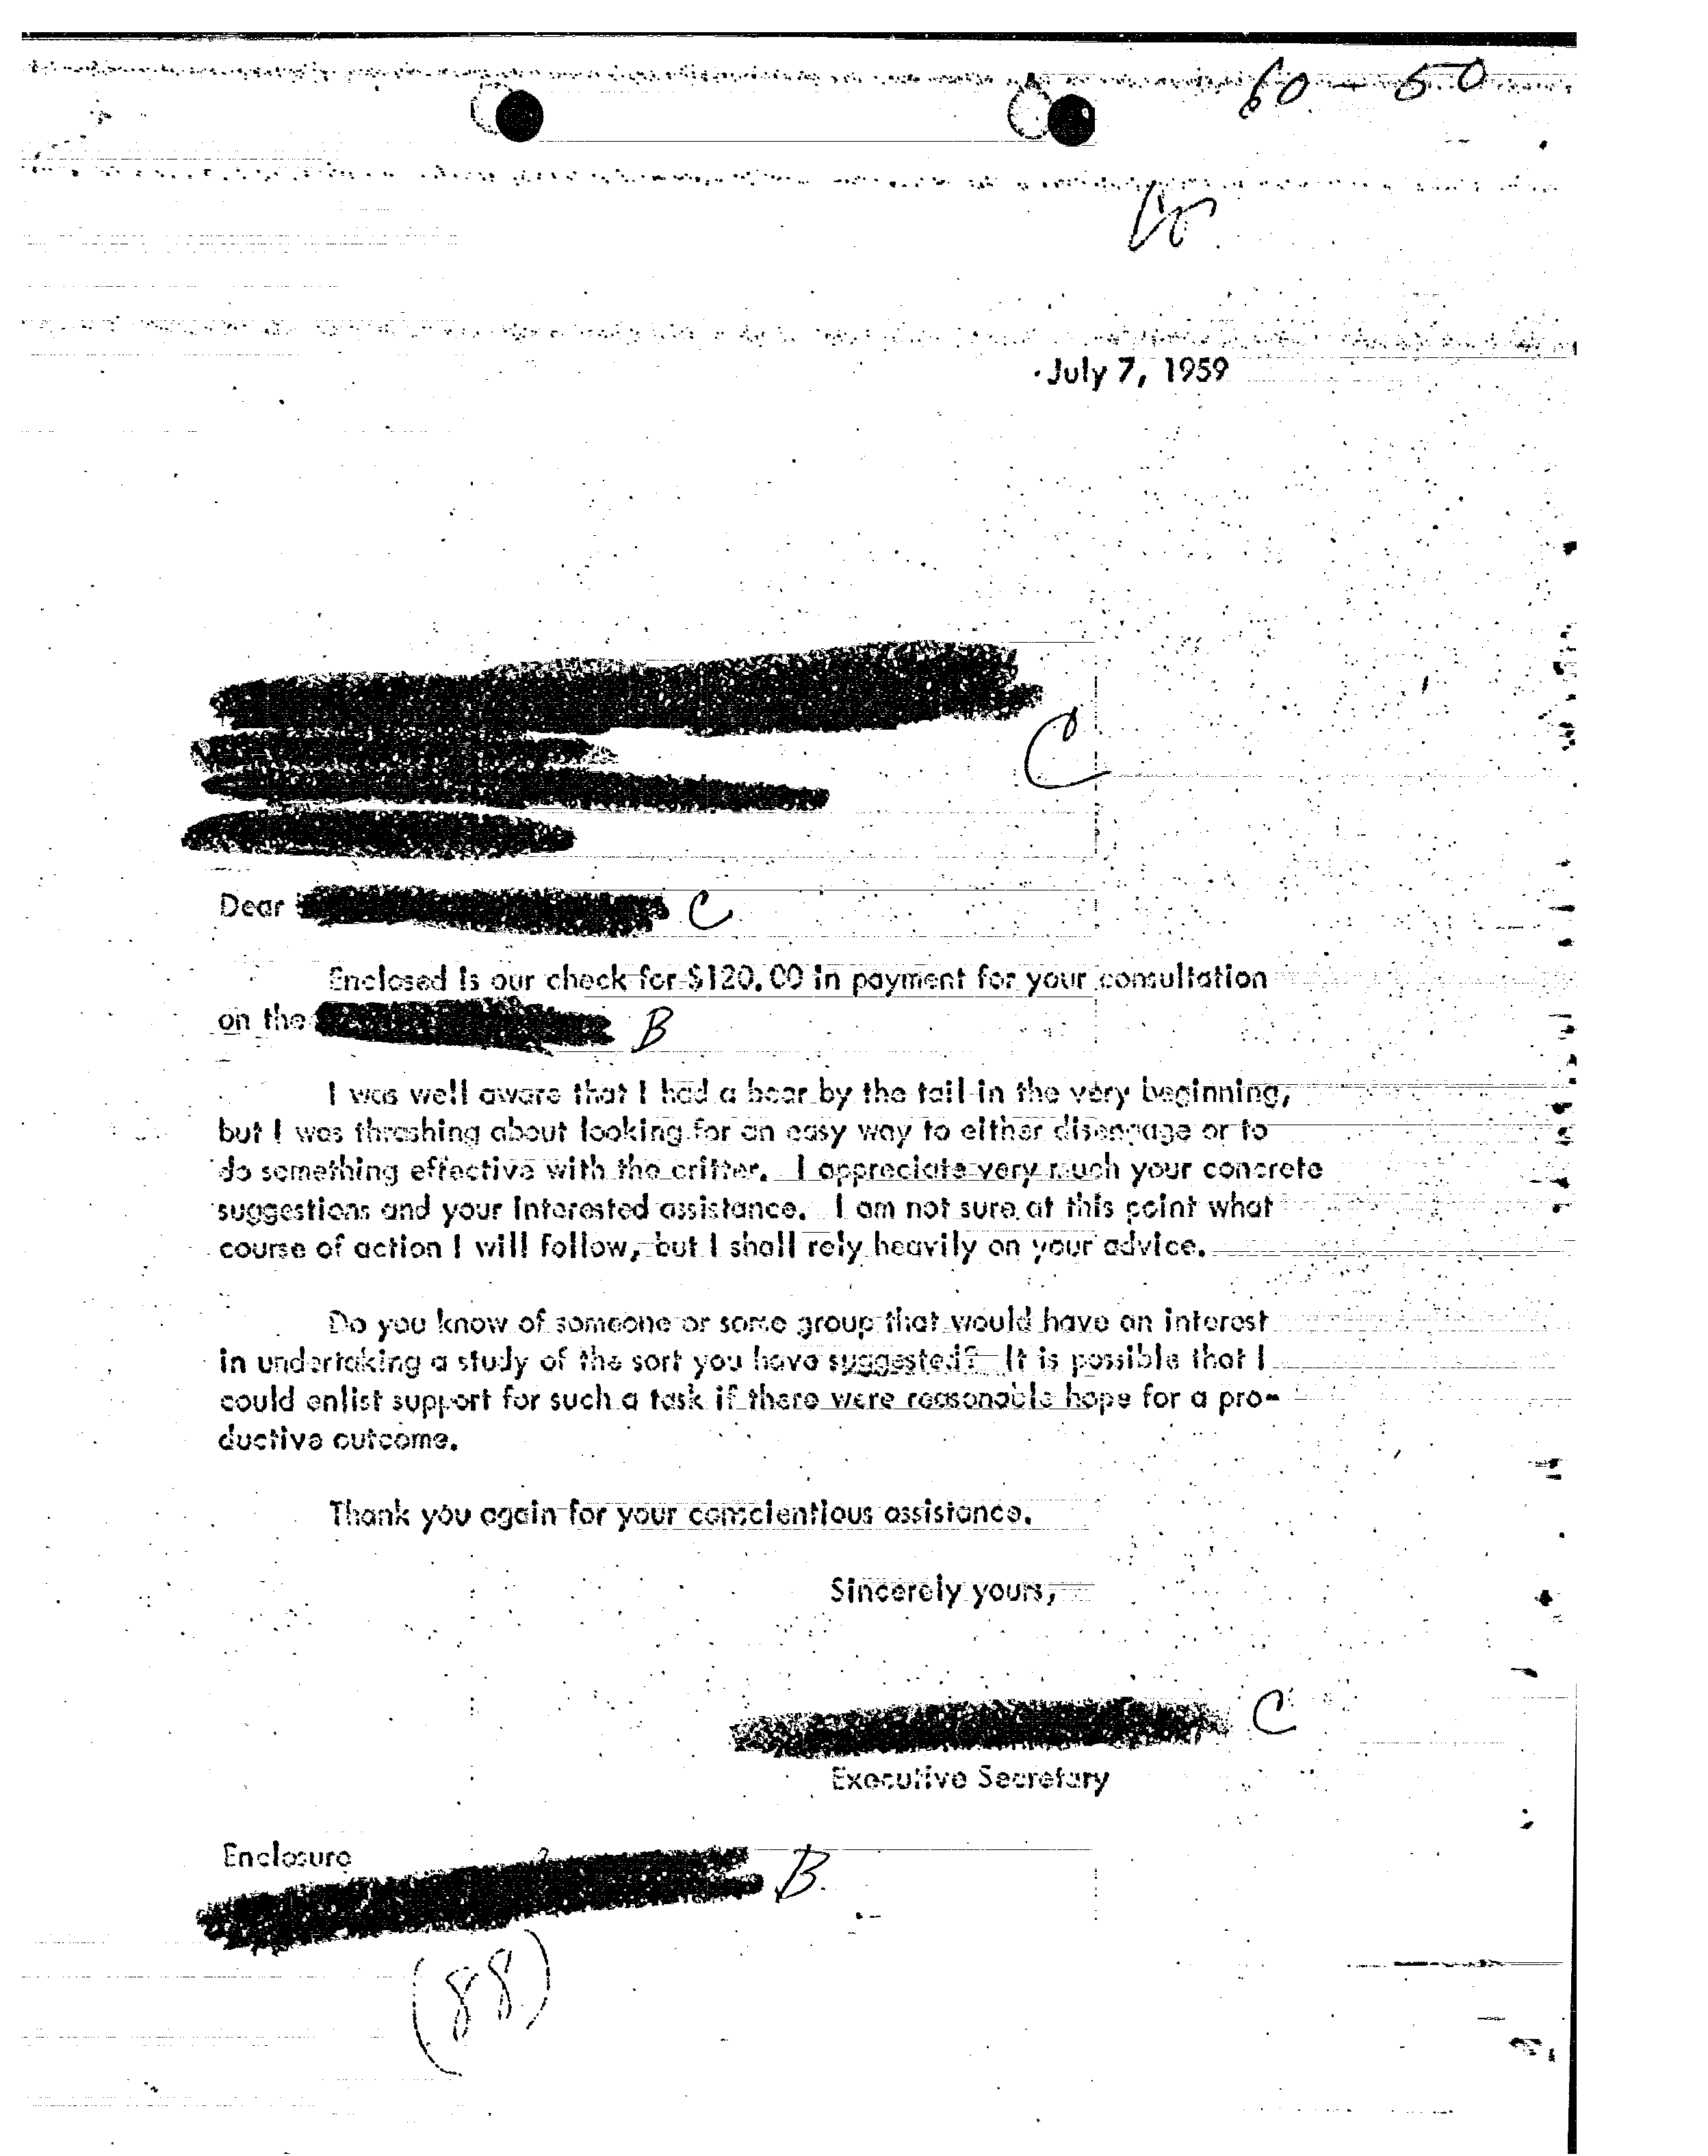 60-50
July 7, 1959
C
Dear C
Enclosed is our check for $120.00 in payment for your consultation
on the B
I was well aware that I had a bear by the tail in the very beginning,
but I was thrashing about looking for an easy way to either disengage or to
do something effective with the critter. I appreciate very much your concrete
suggestions and your interested assistance. I am not sure at this point what
course of action I will follow, but I shall rely heavily on your advice.
Do you know of someone or some group that would have an interest
in undertaking a study of the sort you have suggested? It is possible that I
could enlist support for such a task if there were reasonable hope for a pro-
ductive outcome.
Thank you again for your conscientious assistance.
Sincerely yours,
C
Executive Secretary
Enclosure
B
(88)